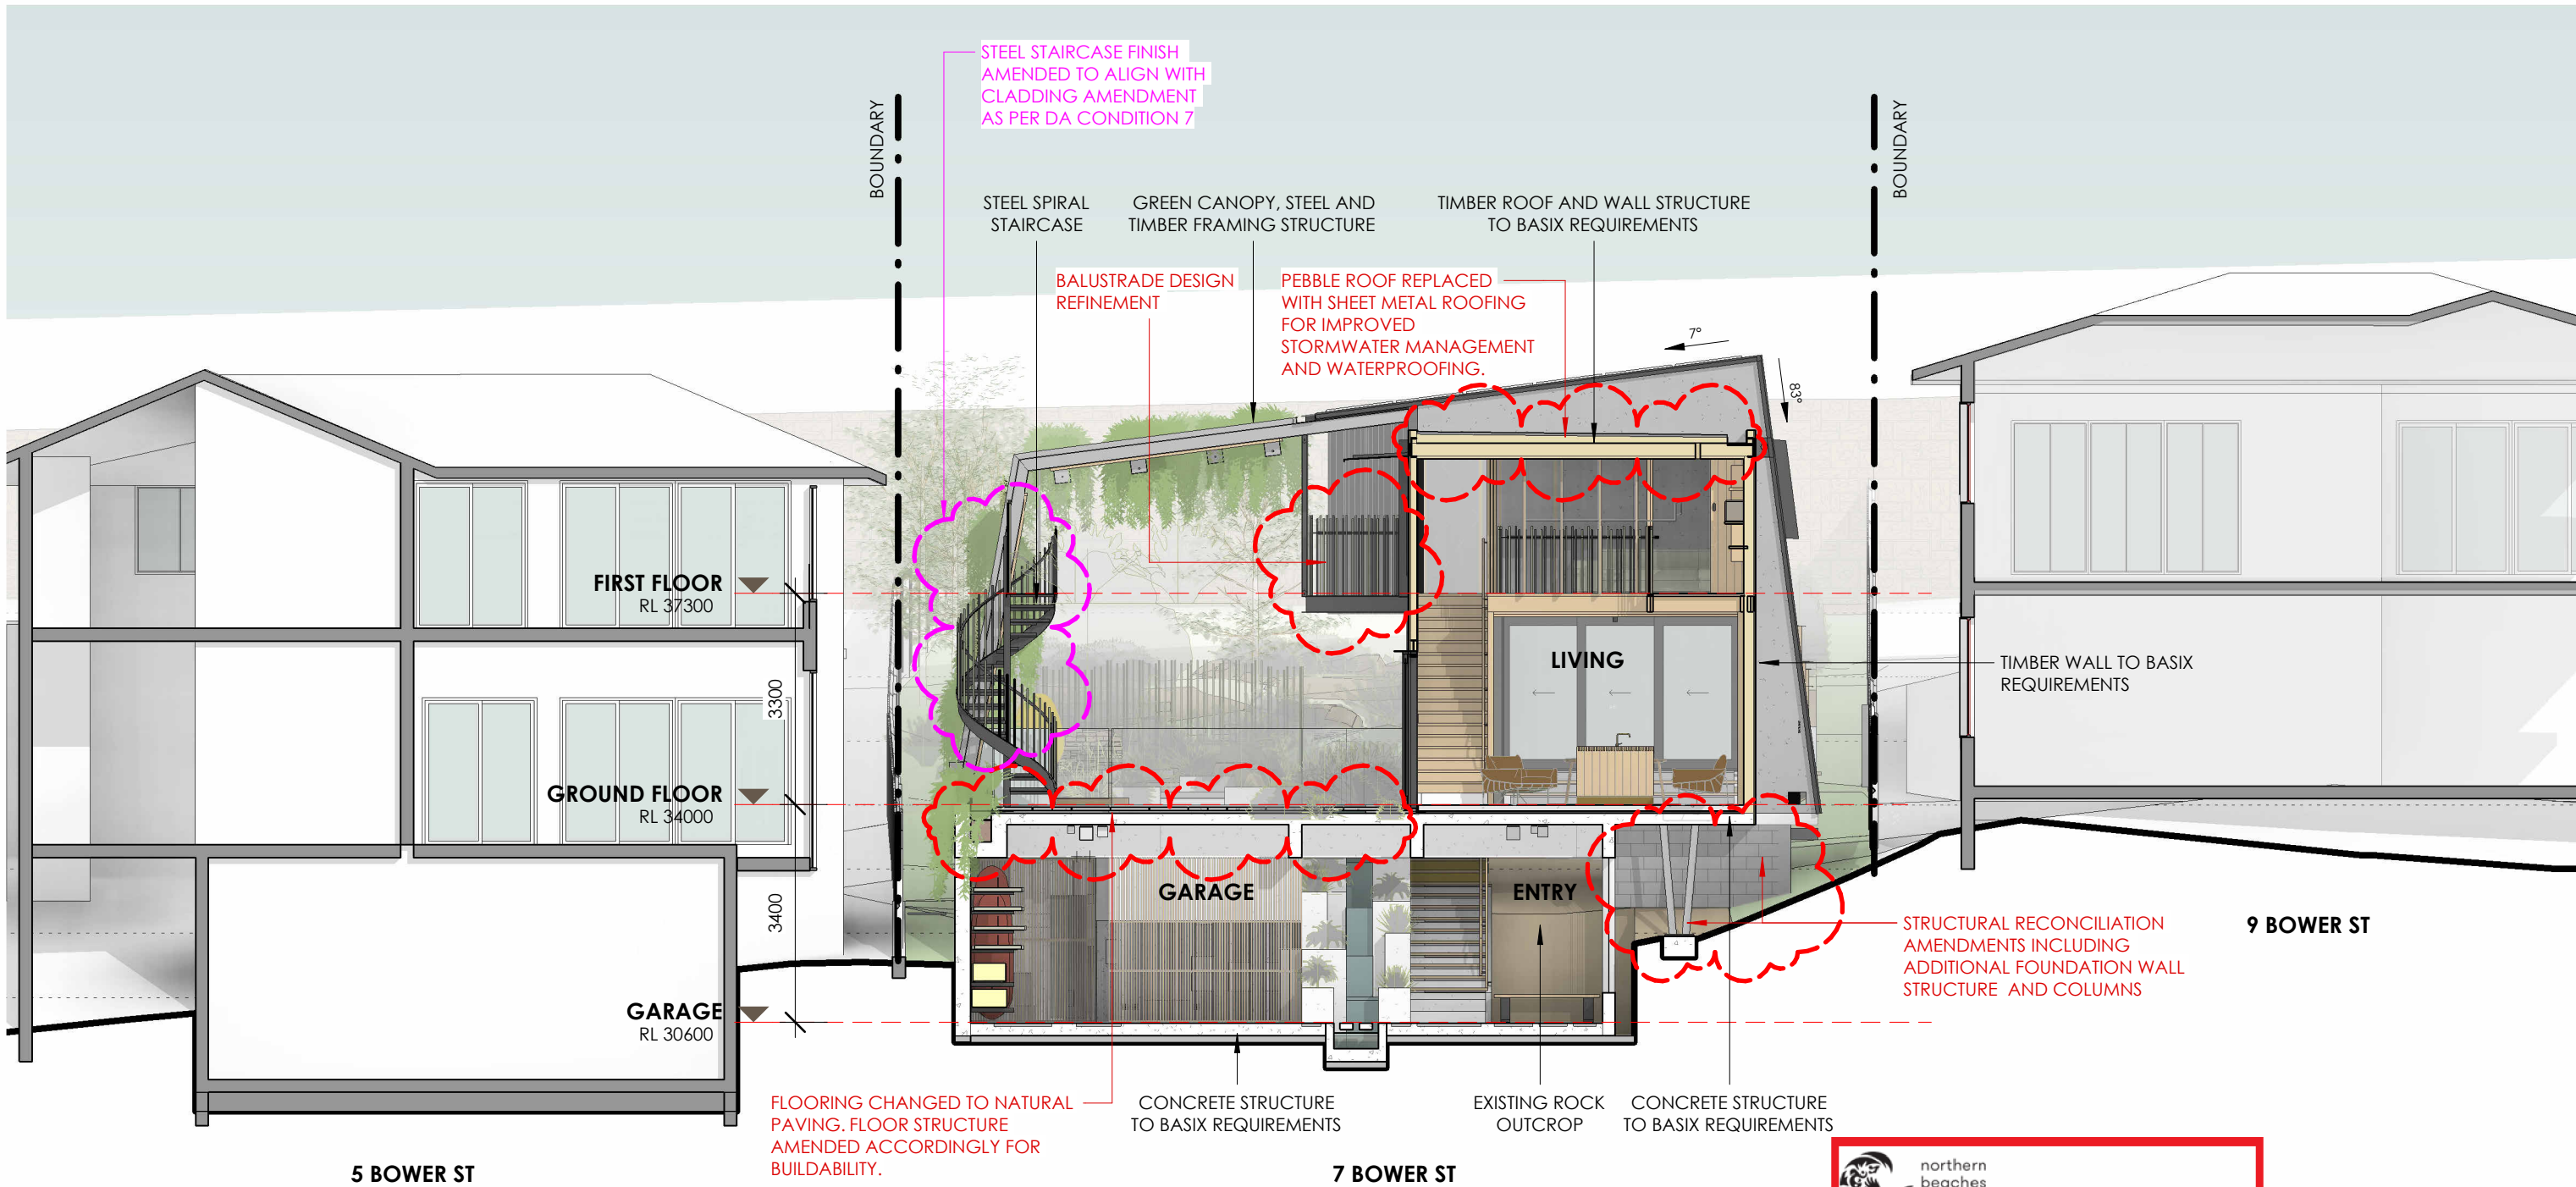 STEEL STAIRCASE FINISH
AMENDED TO ALIGN WITH
CLADDING AMENDMENT
AS PER DA CONDITION 7
BOUNDARY
BOUNDARY
STEEL SPIRAL
STAIRCASE
GREEN CANOPY, STEEL AND
TIMBER FRAMING STRUCTURE
TIMBER ROOF AND WALL STRUCTURE
TO BASIX REQUIREMENTS
BALUSTRADE DESIGN
REFINEMENT
PEBBLE ROOF REPLACED
WITH SHEET METAL ROOFING
FOR IMPROVED
STORMWATER MANAGEMENT
AND WATERPROOFING.
7°
83°
FIRST FLOOR
RL 37300
3300
LIVING
TIMBER WALL TO BASIX
REQUIREMENTS
GROUND FLOOR
RL 34000
3400
GARAGE
ENTRY
STRUCTURAL RECONCILIATION
AMENDMENTS INCLUDING
ADDITIONAL FOUNDATION WALL
STRUCTURE AND COLUMNS
9 BOWER ST
GARAGE
RL 30600
FLOORING CHANGED TO NATURAL
PAVING. FLOOR STRUCTURE
AMENDED ACCORDINGLY FOR
BUILDABILITY.
CONCRETE STRUCTURE
TO BASIX REQUIREMENTS
EXISTING ROCK
OUTCROP
CONCRETE STRUCTURE
TO BASIX REQUIREMENTS
5 BOWER ST
7 BOWER ST
northern
beaches